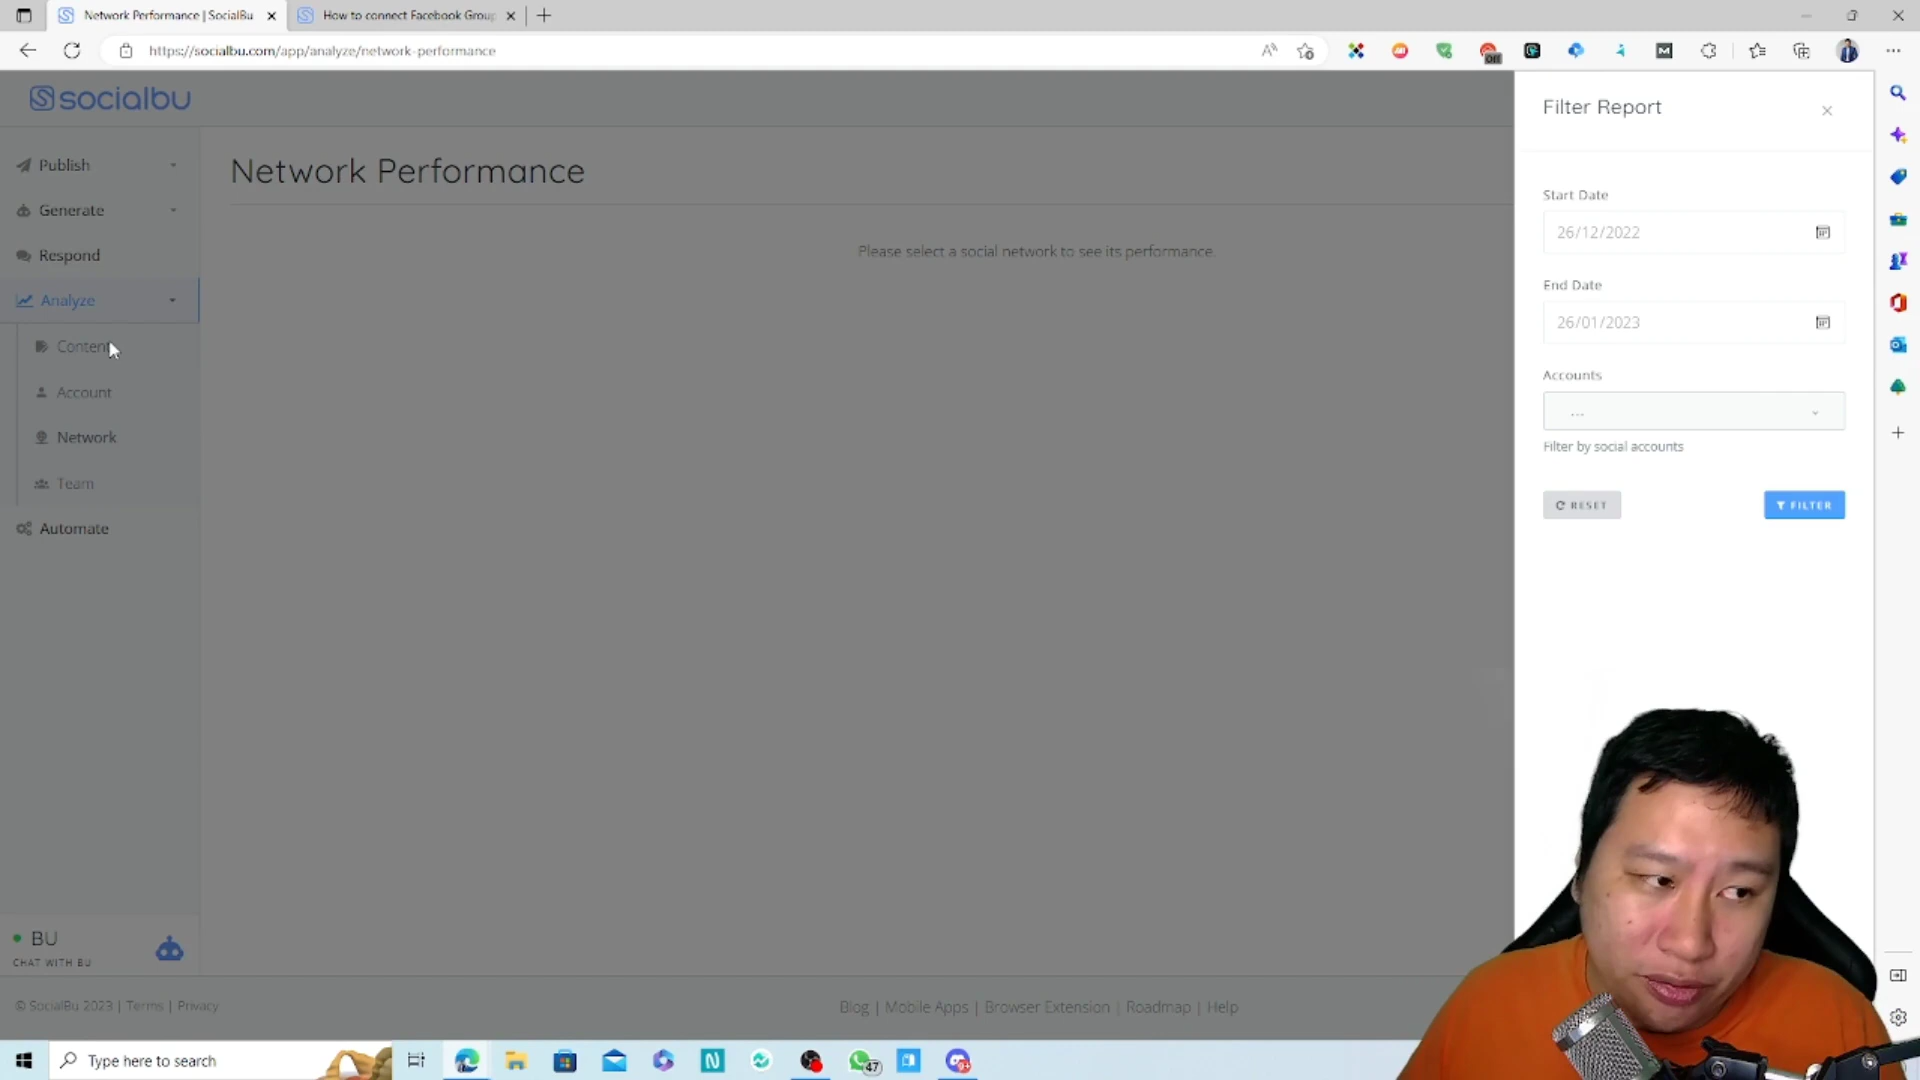 Network Performance | SocialBu
How to connect Facebook Group
https://socialbu.com/app/analyze/network-performance
off
socialbu
Publish
Generate
Respond
Analyze
Content
Account
Network
Team
Automate
Network Performance
Please select a social network to see its performance.
Filter Report
Start Date
26/12/2022
End Date
26/01/2023
Accounts
...
Filter by social accounts
RESET
FILTER
BU
CHAT WITH BU
© SocialBu 2023 | Terms | Privacy
Blog | Mobile Apps | Browser Extension | Roadmap | Help
Type here to search
47